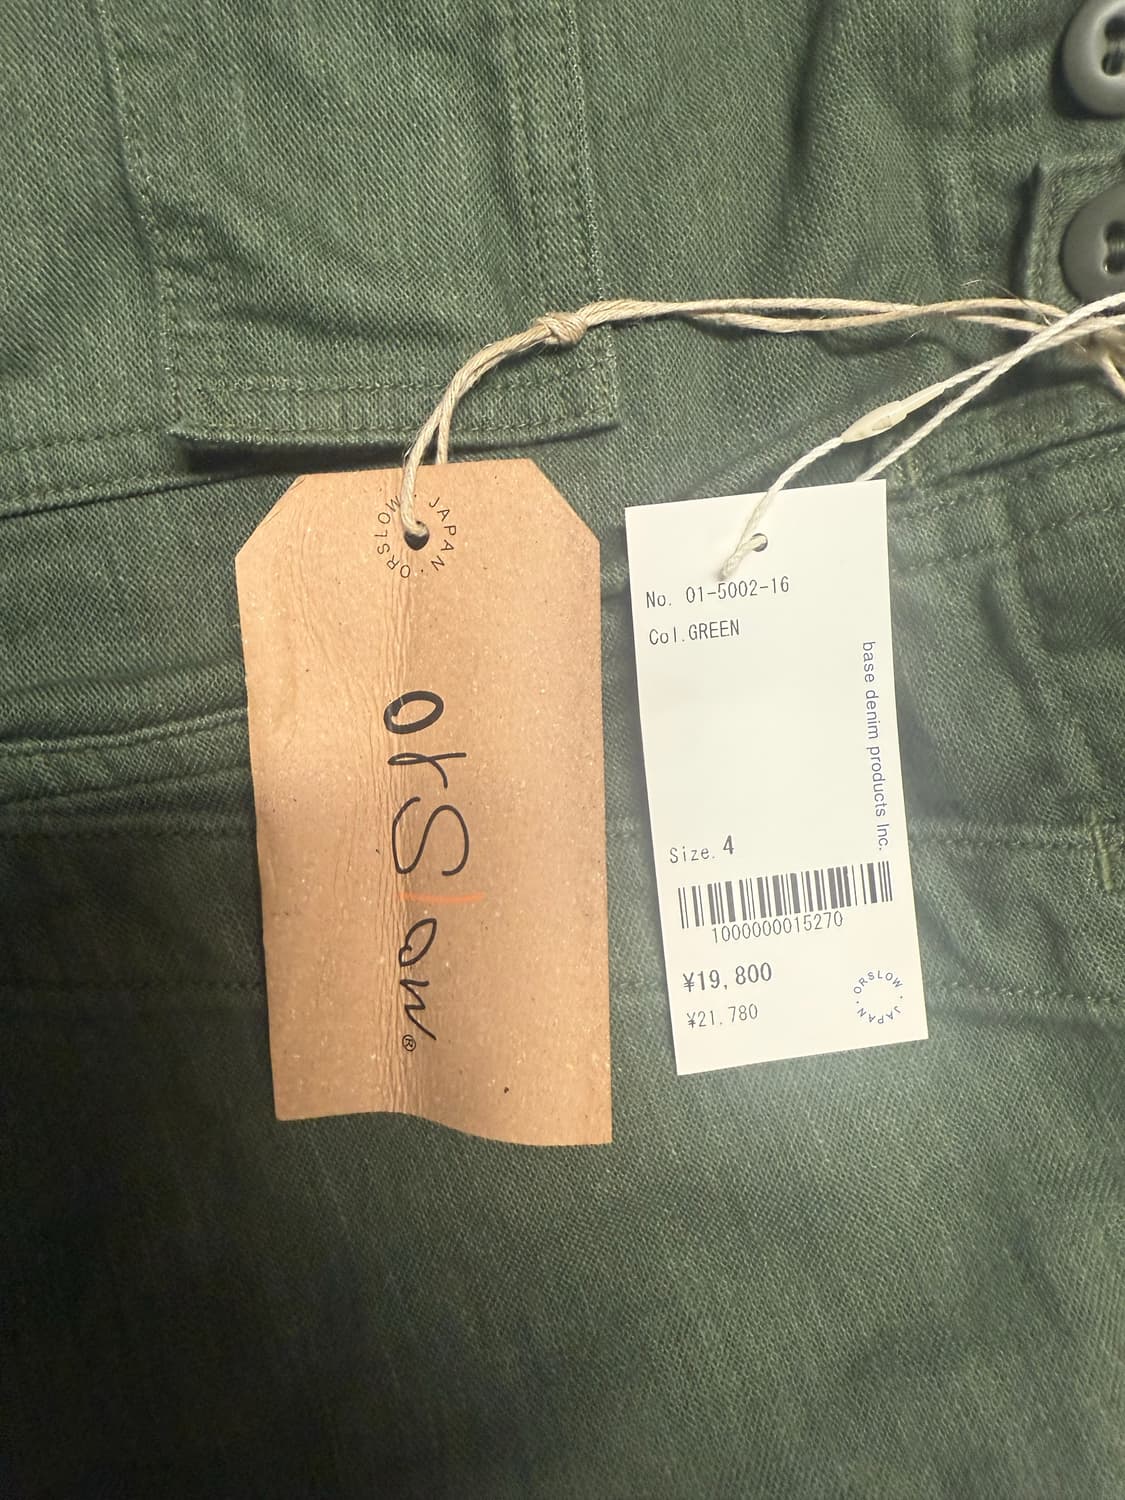 JAPAN · ORSLOW ·
orSlow®
No. 01-5002-16
Col.GREEN
base denim products Inc.
Size. 4
1000000015270
¥19,800
¥21,780
ORSLOW · JAPAN ·